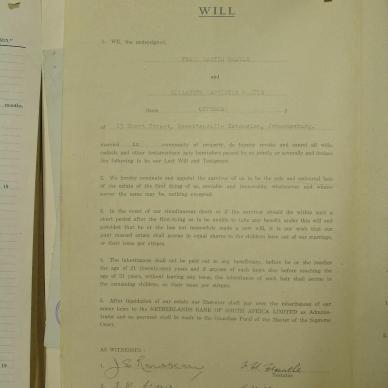 WILL
1. We, the undersigned,
and
(born
of 15 Short Street, Extension, Johannesburg,
married in community of property, do hereby revoke and annul all wills,
codicils and other testamentary acts heretofore passed by us jointly or severally and declare
the following to be our Last Will and Testament.
2. We hereby nominate and appoint the survivor of us to be the sole and universal heir
of the estate of the first dying of us, movable and immovable, whatsoever and where-
soever the same may be, nothing excepted.
3. In the event of our simultaneous death or if the survivor should die within such a
short period after the first-dying as to be unable to take any benefit under this will and
provided that he or she has not meanwhile made a new will, it is our wish that our
joint massed estate shall accrue in equal shares to the children born out of our marriage,
or their issue per stirpes.
4. The inheritance shall not be paid out to any beneficiary, before he or she reaches
the age of 21 (twenty-one) years and if any of such heirs dies before reaching the
age of 21 years, without leaving any issue, the inheritance of such heir shall accrue to
the remaining children, or their issue per stirpes.
5. After liquidation of our estate our Executor shall pay over the inheritances of our
minor heirs to the NETHERLANDS BANK OF SOUTH AFRICA LIMITED as Adminis-
trator and no payment shall be made to the Guardian Fund of the Master of the Supreme
Court.
AS WITNESSES :
J S Rousseau
Testator
months.
19
19